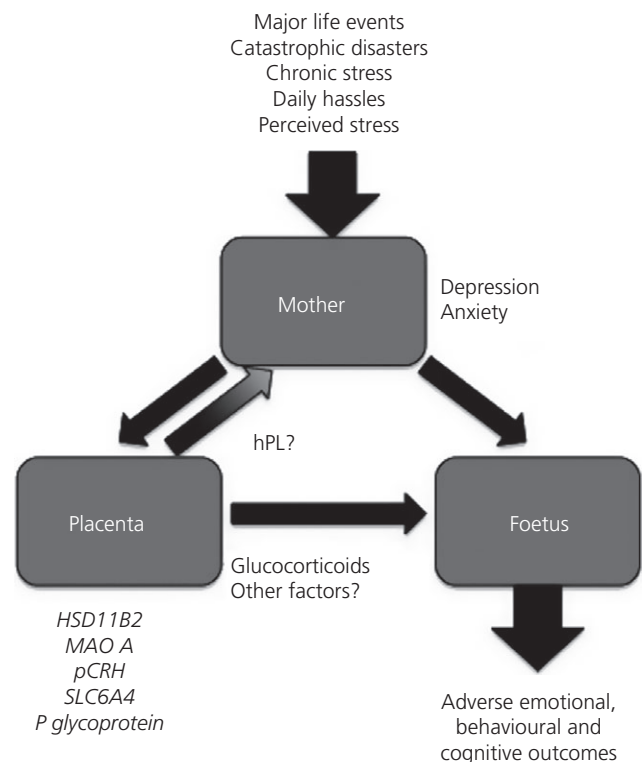 Major life events
Catastrophic disasters
Chronic stress
Daily hassles
Perceived stress
Mother
Depression
Anxiety
hPL?
Placenta
Foetus
Glucocorticoids
Other factors?
HSD11B2
MAO A
pCRH
SLC6A4
P glycoprotein
Adverse emotional,
behavioural and
cognitive outcomes